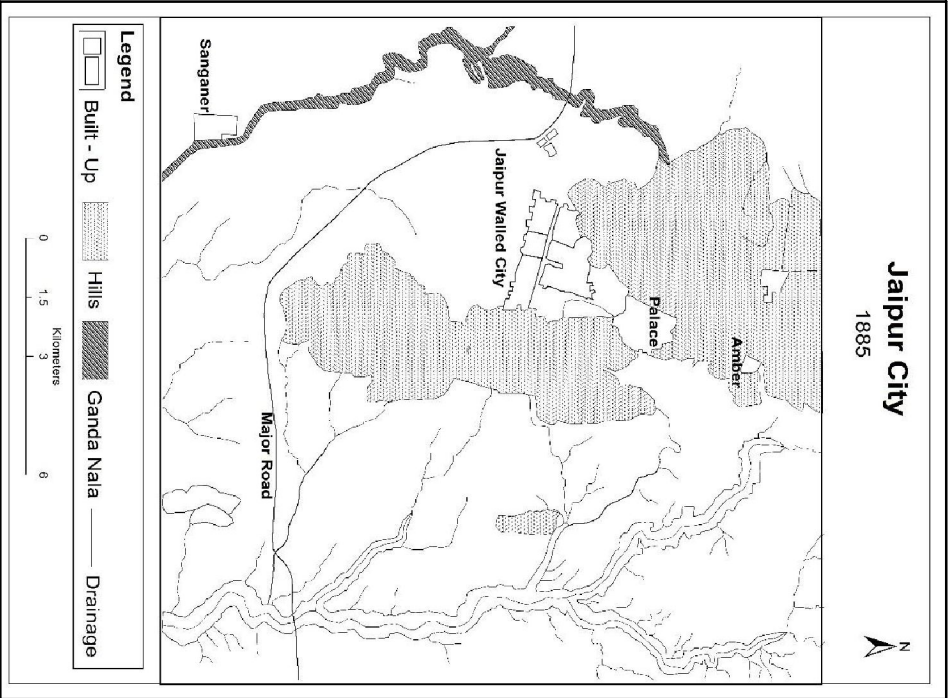 Jaipur City
1885
N
Amber
Palace
Jaipur Walled City
Major Road
Sanganer
Legend
Built - Up
Hills
Ganda Nala
Drainage
0 1.5 3 6
Kilometers